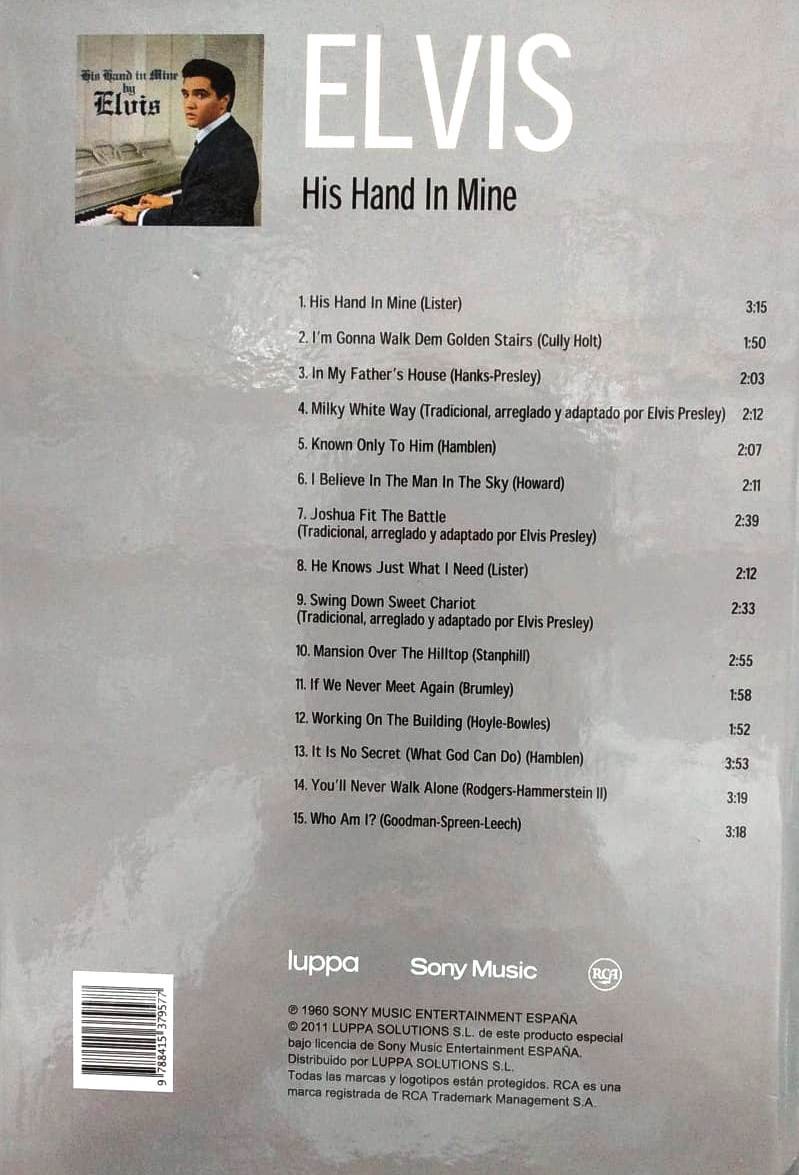 His Hand in Mine
by
Elvis
ELVIS
His Hand In Mine
1. His Hand In Mine (Lister) 3:15
2. I'm Gonna Walk Dem Golden Stairs (Cully Holt) 1:50
3. In My Father's House (Hanks-Presley) 2:03
4. Milky White Way (Tradicional, arreglado y adaptado por Elvis Presley) 2:12
5. Known Only To Him (Hamblen) 2:07
6. I Believe In The Man In The Sky (Howard) 2:11
7. Joshua Fit The Battle 2:39
(Tradicional, arreglado y adaptado por Elvis Presley)
8. He Knows Just What I Need (Lister) 2:12
9. Swing Down Sweet Chariot 2:33
(Tradicional, arreglado y adaptado por Elvis Presley)
10. Mansion Over The Hilltop (Stanphill) 2:55
11. If We Never Meet Again (Brumley) 1:58
12. Working On The Building (Hoyle-Bowles) 1:52
13. It Is No Secret (What God Can Do) (Hamblen) 3:53
14. You'll Never Walk Alone (Rodgers-Hammerstein II) 3:19
15. Who Am I? (Goodman-Spreen-Leech) 3:18
luppa Sony Music RCA
℗ 1960 SONY MUSIC ENTERTAINMENT ESPAÑA
© 2011 LUPPA SOLUTIONS S.L. de este producto especial
bajo licencia de Sony Music Entertainment ESPAÑA.
Distribuido por LUPPA SOLUTIONS S.L.
Todas las marcas y logotipos están protegidos. RCA es una
marca registrada de RCA Trademark Management S.A.
9 788415 379577